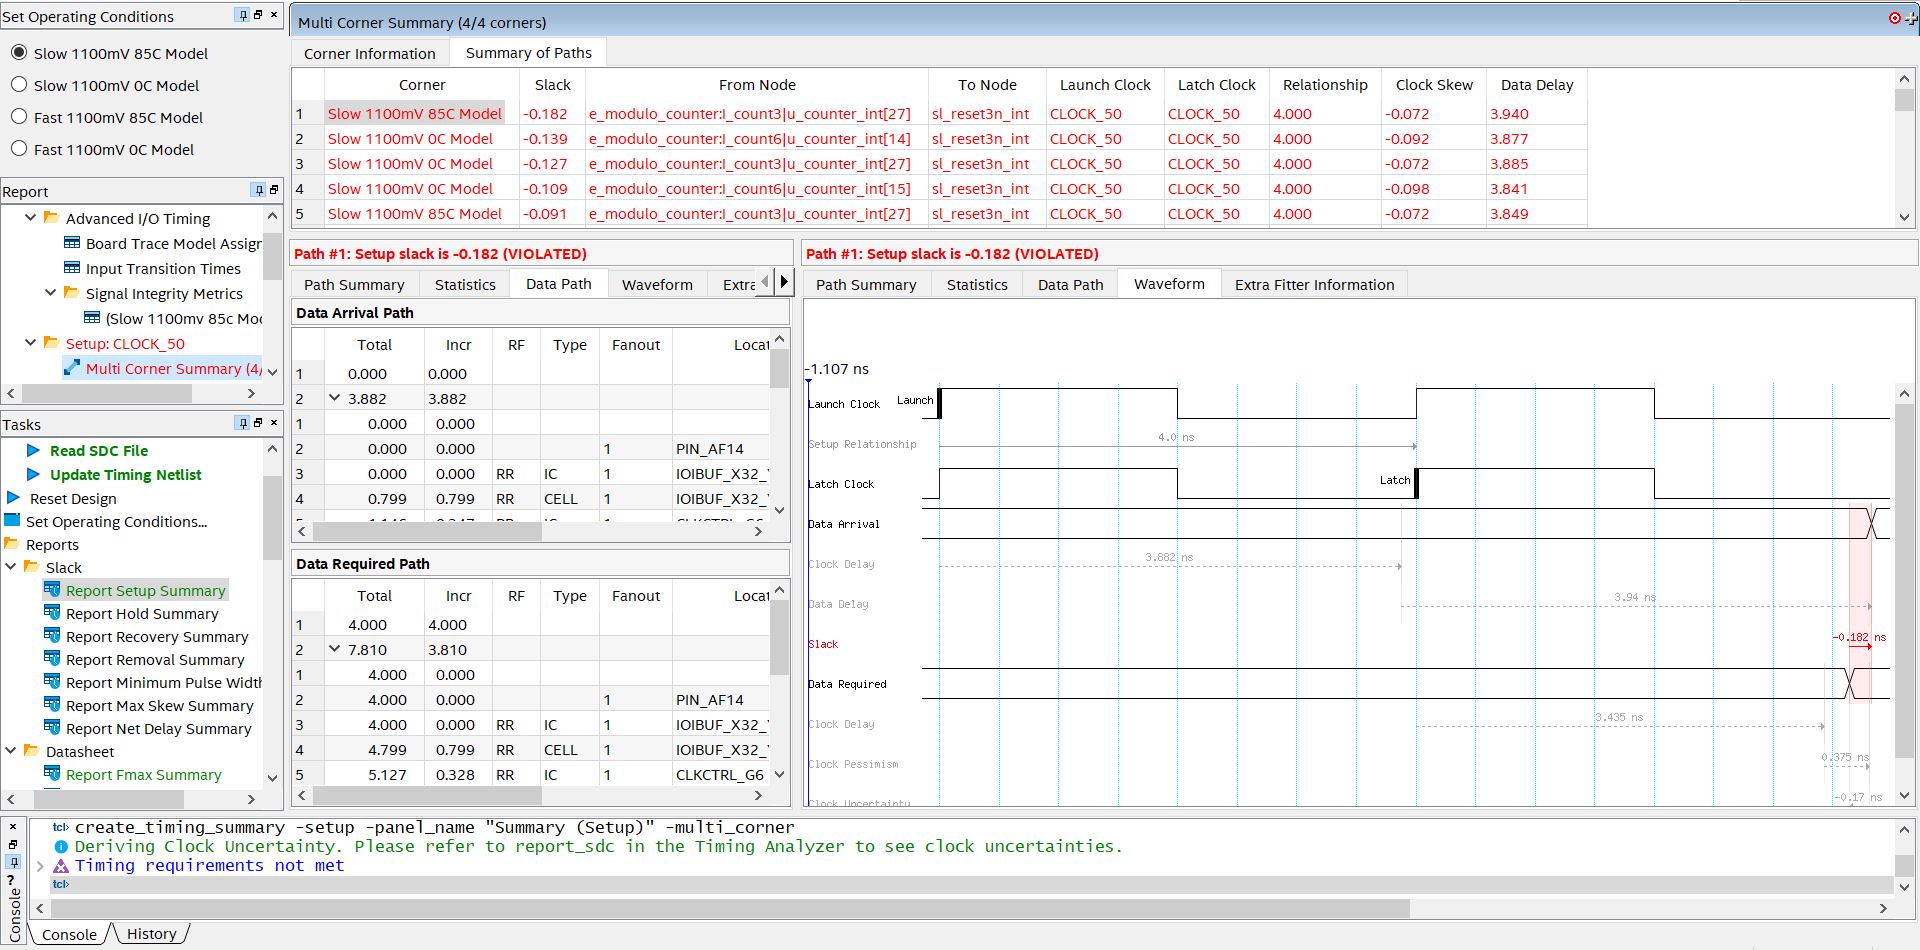 Set Operating Conditions
Slow 1100mV 85C Model
Slow 1100mV 0C Model
Fast 1100mV 85C Model
Fast 1100mV 0C Model
Report
Advanced I/O Timing
Board Trace Model Assigr
Input Transition Times
Signal Integrity Metrics
(Slow 1100mv 85c Moc
Setup: CLOCK_50
Multi Corner Summary (4/
Tasks
Read SDC File
Update Timing Netlist
Reset Design
Set Operating Conditions...
Reports
Slack
Report Setup Summary
Report Hold Summary
Report Recovery Summary
Report Removal Summary
Report Minimum Pulse Width
Report Max Skew Summary
Report Net Delay Summary
Datasheet
Report Fmax Summary
Multi Corner Summary (4/4 corners)
Corner Information Summary of Paths
Corner Slack From Node To Node Launch Clock Latch Clock Relationship Clock Skew Data Delay
1 Slow 1100mV 85C Model -0.182 e_modulo_counter:I_count3|u_counter_int[27] sl_reset3n_int CLOCK_50 CLOCK_50 4.000 -0.072 3.940
2 Slow 1100mV 0C Model -0.139 e_modulo_counter:I_count6|u_counter_int[14] sl_reset3n_int CLOCK_50 CLOCK_50 4.000 -0.092 3.877
3 Slow 1100mV 0C Model -0.127 e_modulo_counter:I_count3|u_counter_int[27] sl_reset3n_int CLOCK_50 CLOCK_50 4.000 -0.072 3.885
4 Slow 1100mV 0C Model -0.109 e_modulo_counter:I_count6|u_counter_int[15] sl_reset3n_int CLOCK_50 CLOCK_50 4.000 -0.098 3.841
5 Slow 1100mV 85C Model -0.091 e_modulo_counter:I_count3|u_counter_int[27] sl_reset3n_int CLOCK_50 CLOCK_50 4.000 -0.072 3.849
Path #1: Setup slack is -0.182 (VIOLATED)
Path Summary Statistics Data Path Waveform Extra
Data Arrival Path
Total Incr RF Type Fanout Locat
1 0.000 0.000
2 3.882 3.882
1 0.000 0.000
2 0.000 0.000 1 PIN_AF14
3 0.000 0.000 RR IC 1 IOIBUF_X32_
4 0.799 0.799 RR CELL 1 IOIBUF_X32_
Data Required Path
Total Incr RF Type Fanout Locat
1 4.000 4.000
2 7.810 3.810
1 4.000 0.000
2 4.000 0.000 1 PIN_AF14
3 4.000 0.000 RR IC 1 IOIBUF_X32_
4 4.799 0.799 RR CELL 1 IOIBUF_X32_
5 5.127 0.328 RR IC 1 CLKCTRL_G6
Path #1: Setup slack is -0.182 (VIOLATED)
Path Summary Statistics Data Path Waveform Extra Fitter Information
-1.107 ns
Launch Clock Launch
Setup Relationship 4.0 ns
Latch Clock Latch
Data Arrival
Clock Delay 3.882 ns
Data Delay 3.94 ns
Slack -0.182 ns
Data Required
Clock Delay 3.435 ns
Clock Pessimism 0.375 ns
Clock Uncertainty -0.17 ns
tcl> create_timing_summary -setup -panel_name "Summary (Setup)" -multi_corner
Deriving Clock Uncertainty. Please refer to report_sdc in the Timing Analyzer to see clock uncertainties.
Timing requirements not met
tcl>
Console
Console History